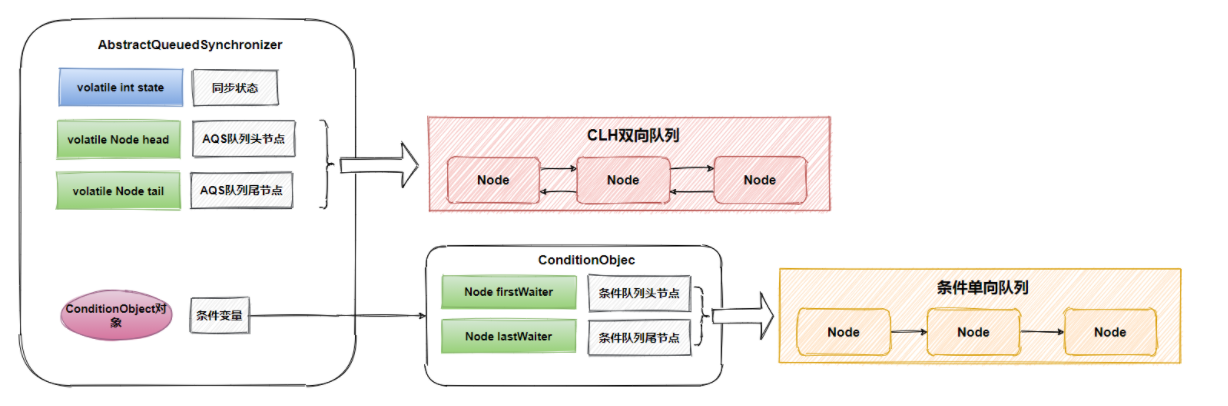 AbstractQueuedSynchronizer
volatile int state
同步状态
volatile Node head
AQS队列头节点
volatile Node tail
AQS队列尾节点
CLH双向队列
Node
Node
Node
ConditionObject对
象
条件变量
ConditionObjec
Node firstWaiter
条件队列头节点
Node lastWaiter
条件队列尾节点
条件单向队列
Node
Node
Node